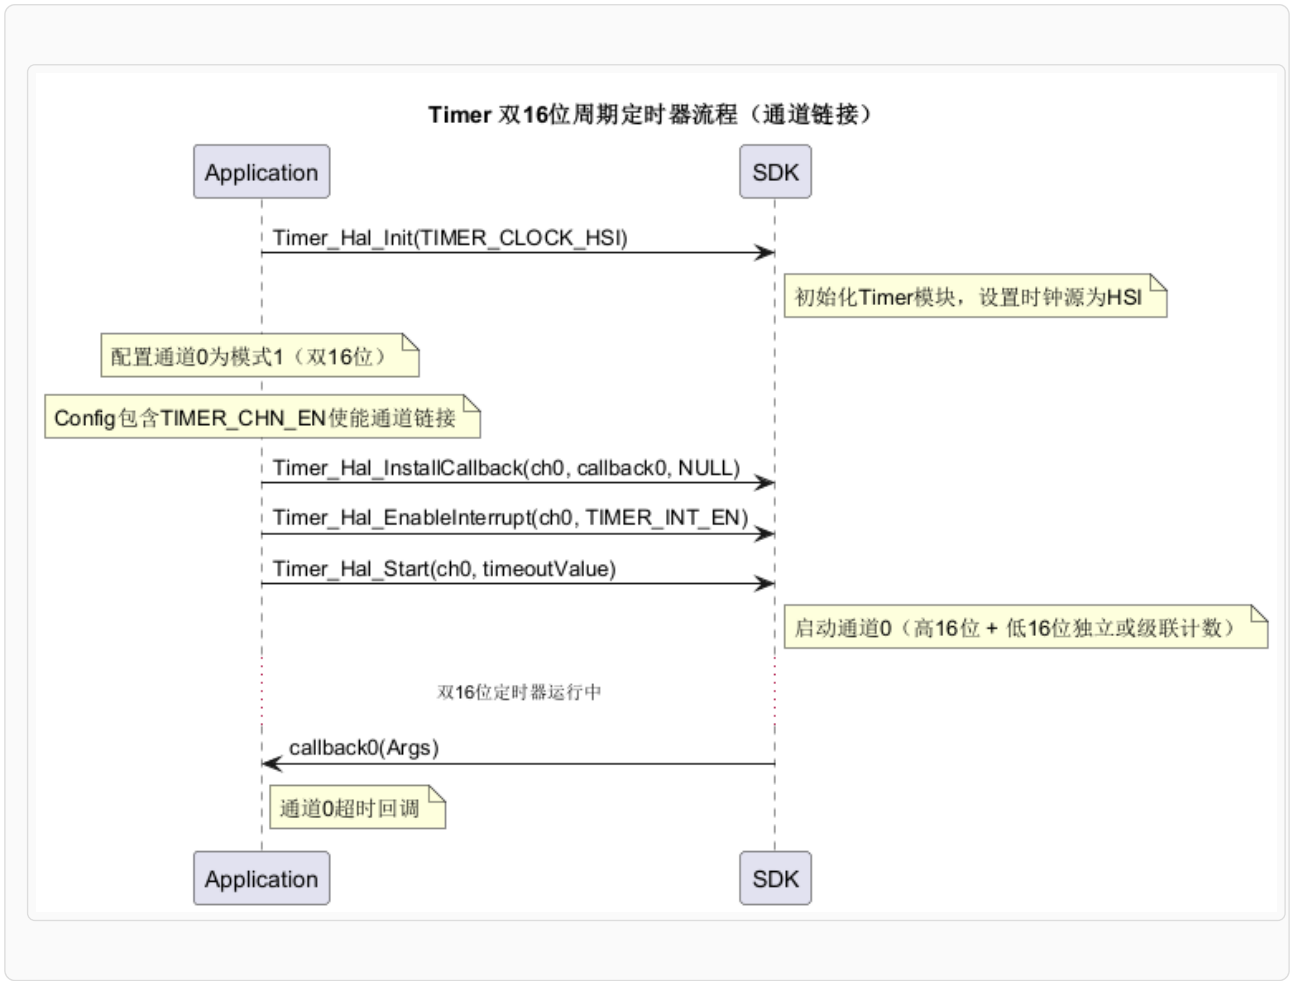 Timer 双16位周期定时器流程（通道链接）
Application
SDK
Timer_Hal_Init(TIMER_CLOCK_HSI)
初始化Timer模块，设置时钟源为HSI
配置通道0为模式1（双16位）
Config包含TIMER_CHN_EN使能通道链接
Timer_Hal_InstallCallback(ch0, callback0, NULL)
Timer_Hal_EnableInterrupt(ch0, TIMER_INT_EN)
Timer_Hal_Start(ch0, timeoutValue)
启动通道0（高16位 + 低16位独立或级联计数）
双16位定时器运行中
callback0(Args)
通道0超时回调
Application
SDK